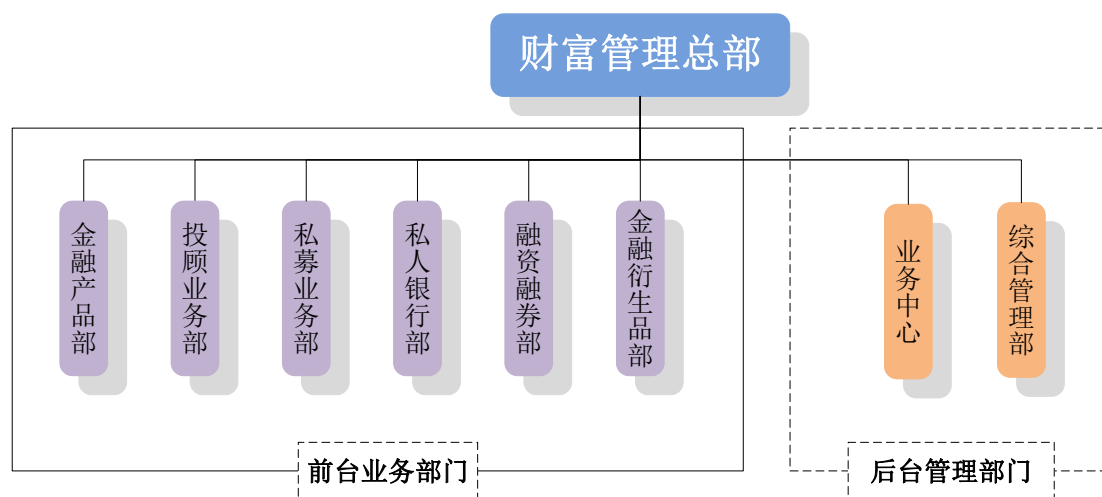 财富管理总部
金融产品部
投顾业务部
私募业务部
私人银行部
融资融券部
金融衍生品部
业务中心
综合管理部
前台业务部门
后台管理部门